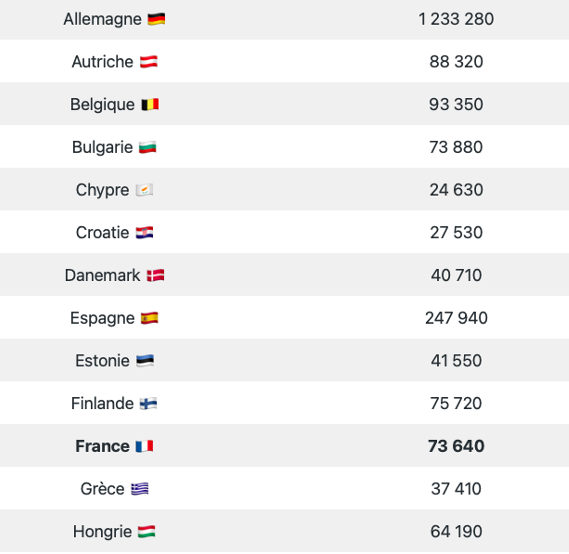 Allemagne 🇩🇪 1 233 280
Autriche 🇦🇹 88 320
Belgique 🇧🇪 93 350
Bulgarie 🇧🇬 73 880
Chypre 🇨🇾 24 630
Croatie 🇭🇷 27 530
Danemark 🇩🇰 40 710
Espagne 🇪🇸 247 940
Estonie 🇪🇪 41 550
Finlande 🇫🇮 75 720
France 🇫🇷 73 640
Grèce 🇬🇷 37 410
Hongrie 🇭🇺 64 190